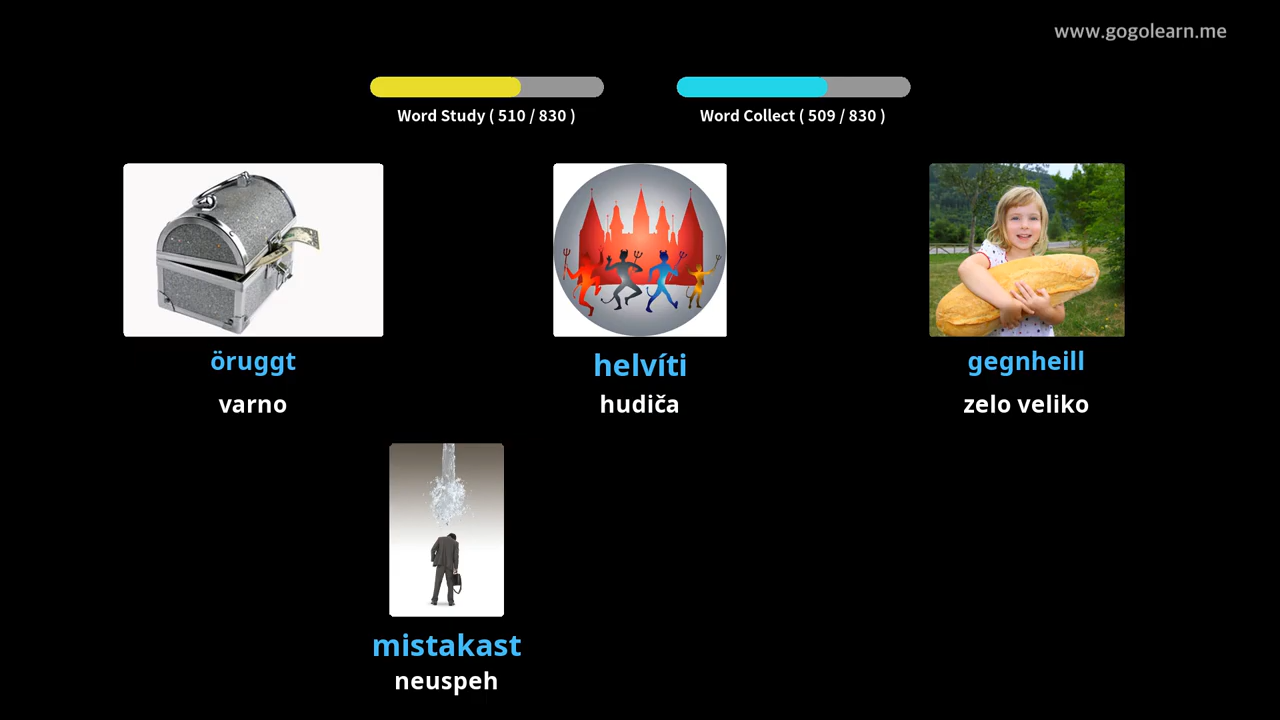 www.gogolearn.me
Word Study ( 510 / 830 )
Word Collect ( 509 / 830 )
öruggt
helvíti
gegnheill
varno
hudiča
zelo veliko
mistakast
neuspeh